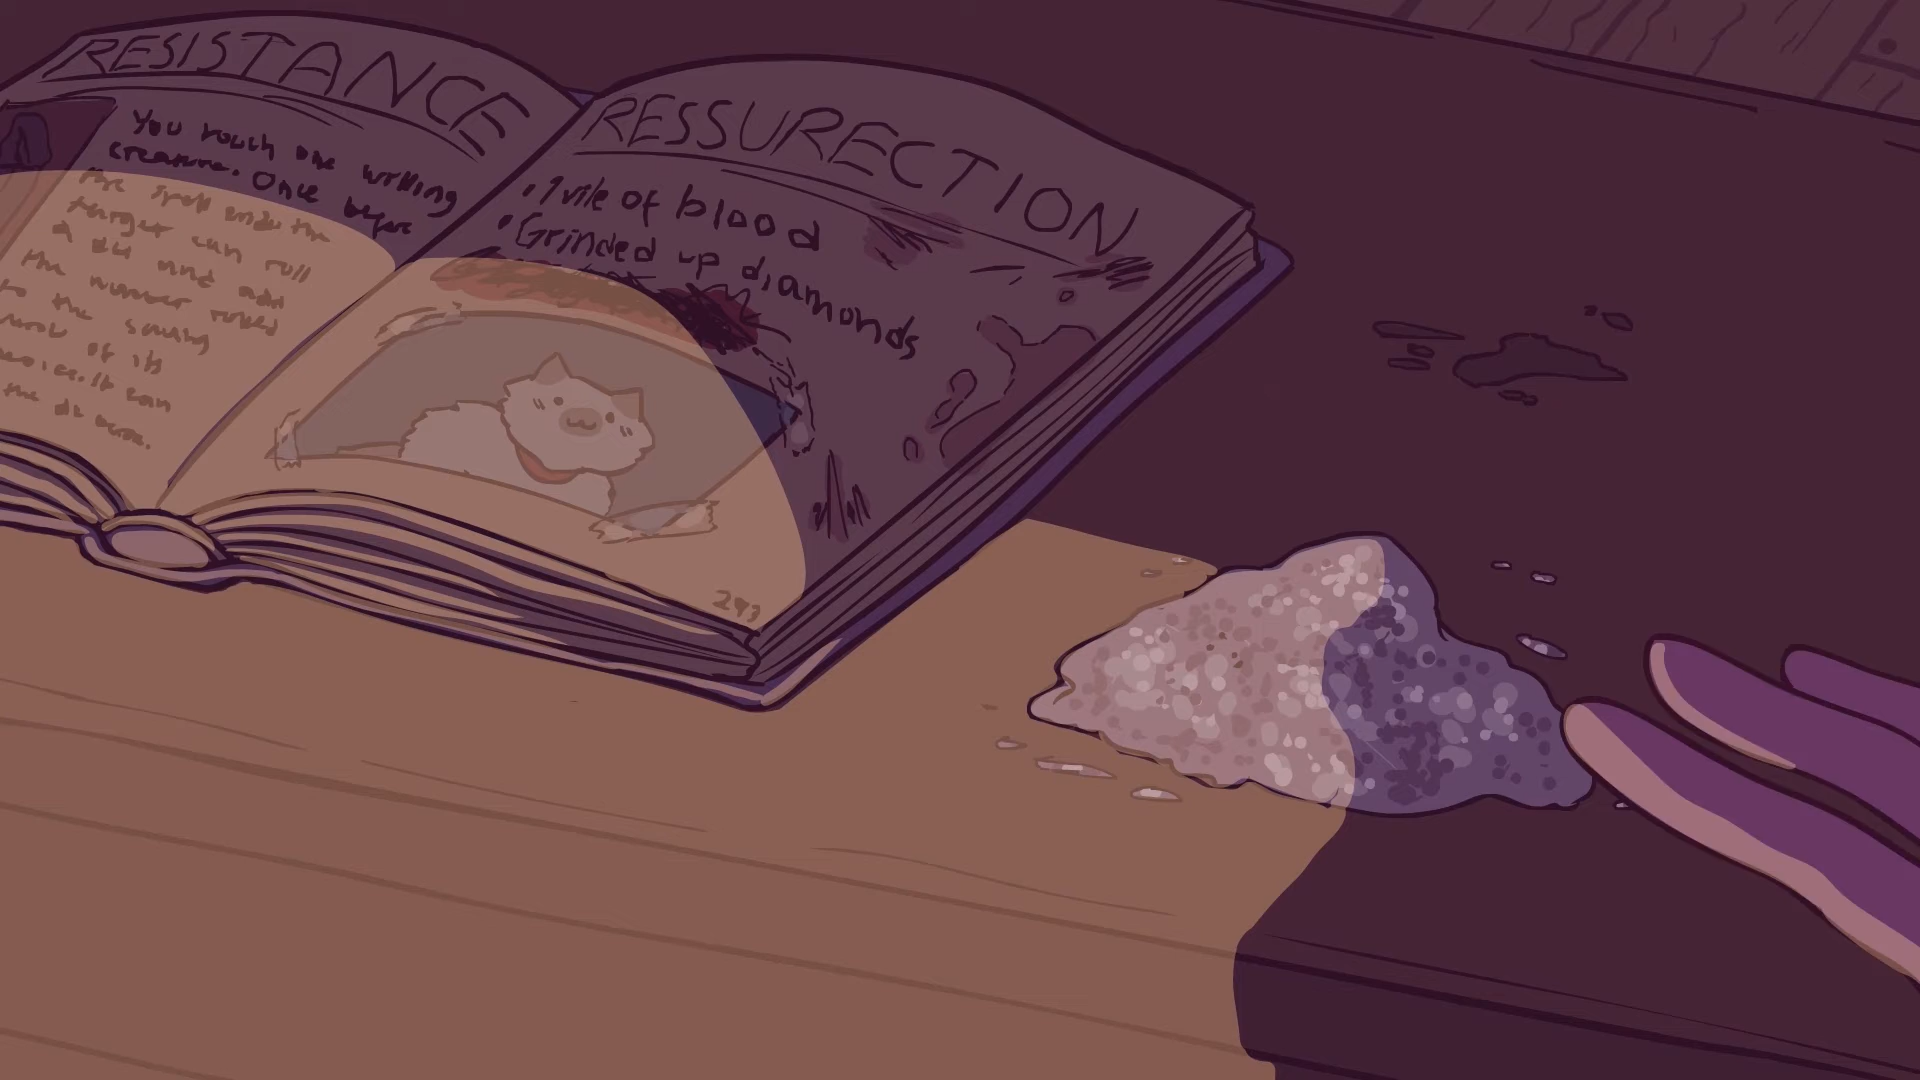 RESISTANCE
You touch one willing
creature. Once before
the spell ends the
target can roll
a d4 and add
the number rolled
to the saving
throw of its
choice. It can
the die before.
RESSURECTION
• 1 vile of blood
• Grinded up diamonds
293